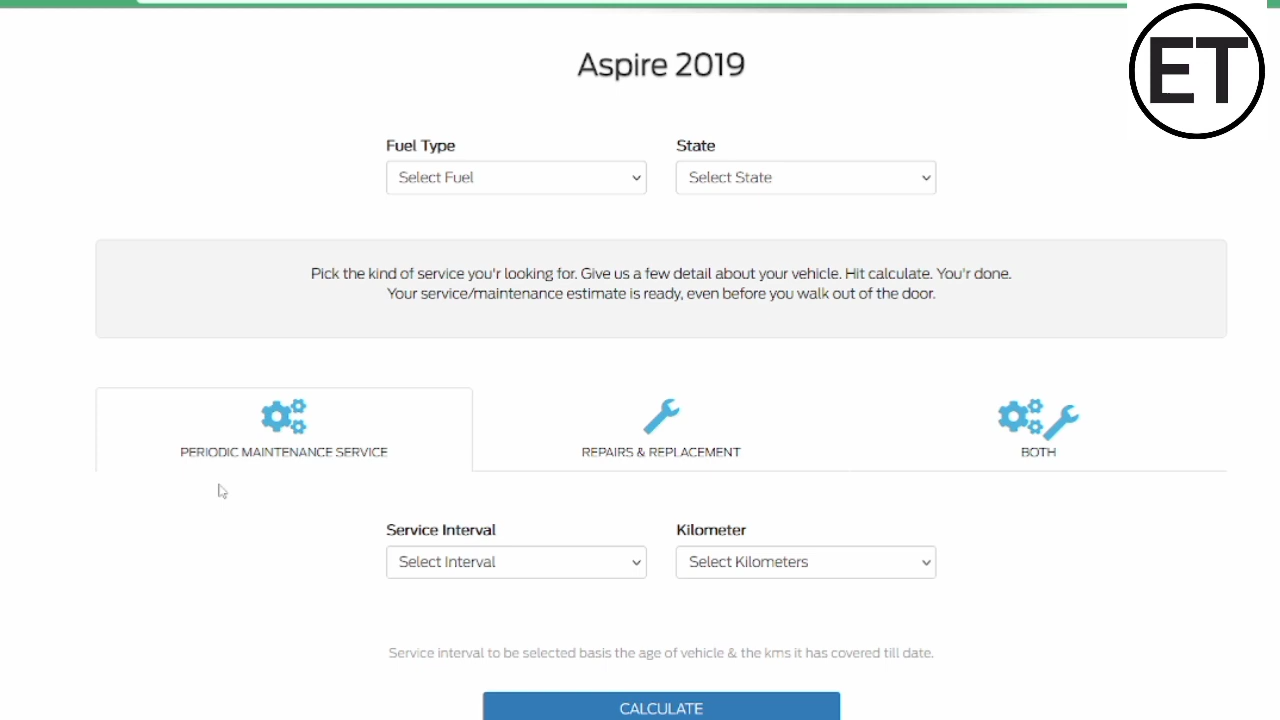 ET
Aspire 2019
Fuel Type
State
Select Fuel
Select State
Pick the kind of service you'r looking for. Give us a few detail about your vehicle. Hit calculate. You'r done.
Your service/maintenance estimate is ready, even before you walk out of the door.
PERIODIC MAINTENANCE SERVICE
REPAIRS & REPLACEMENT
BOTH
Service Interval
Kilometer
Select Interval
Select Kilometers
Service interval to be selected basis the age of vehicle & the kms it has covered till date.
CALCULATE